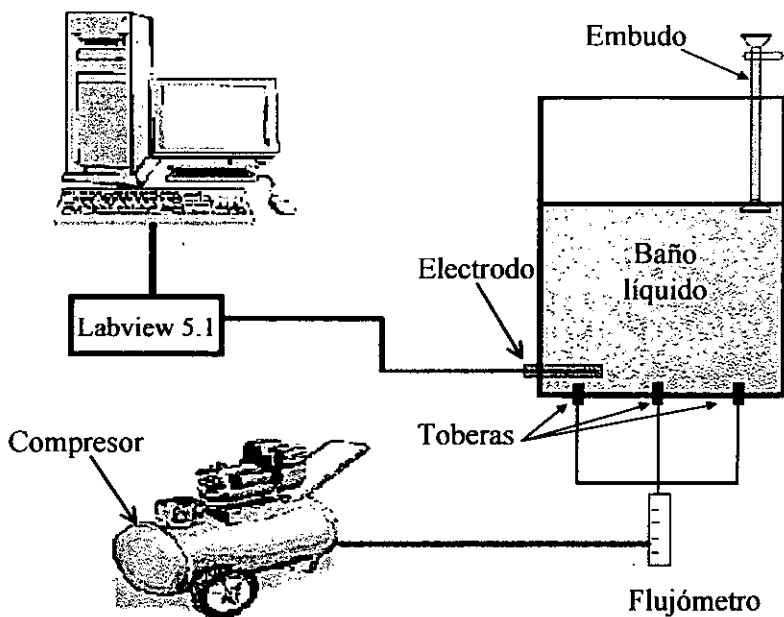 Embudo
Baño
líquido
Electrodo
Labview 5.1
Toberas
Compresor
Flujómetro